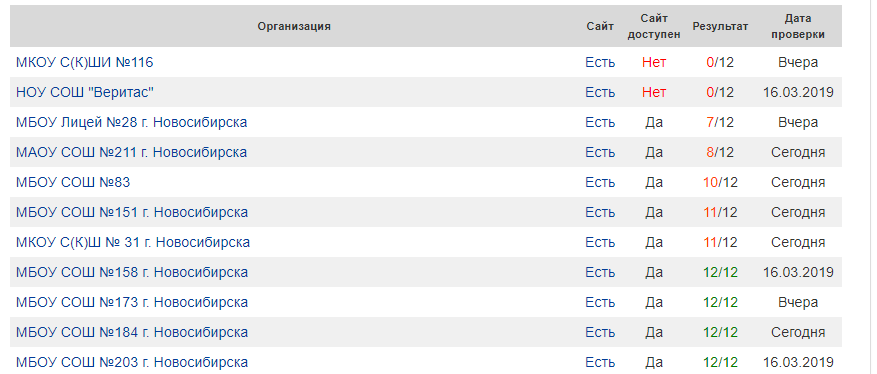 Организация Сайт Сайт доступен Результат Дата проверки
МКОУ С(К)ШИ №116 Есть Нет 0/12 Вчера
НОУ СОШ "Веритас" Есть Нет 0/12 16.03.2019
МБОУ Лицей №28 г. Новосибирска Есть Да 7/12 Вчера
МАОУ СОШ №211 г. Новосибирска Есть Да 8/12 Сегодня
МБОУ СОШ №83 Есть Да 10/12 Сегодня
МБОУ СОШ №151 г. Новосибирска Есть Да 11/12 Сегодня
МКОУ С(К)Ш № 31 г. Новосибирска Есть Да 11/12 Сегодня
МБОУ СОШ №158 г. Новосибирска Есть Да 12/12 16.03.2019
МБОУ СОШ №173 г. Новосибирска Есть Да 12/12 Вчера
МБОУ СОШ №184 г. Новосибирска Есть Да 12/12 Сегодня
МБОУ СОШ №203 г. Новосибирска Есть Да 12/12 16.03.2019